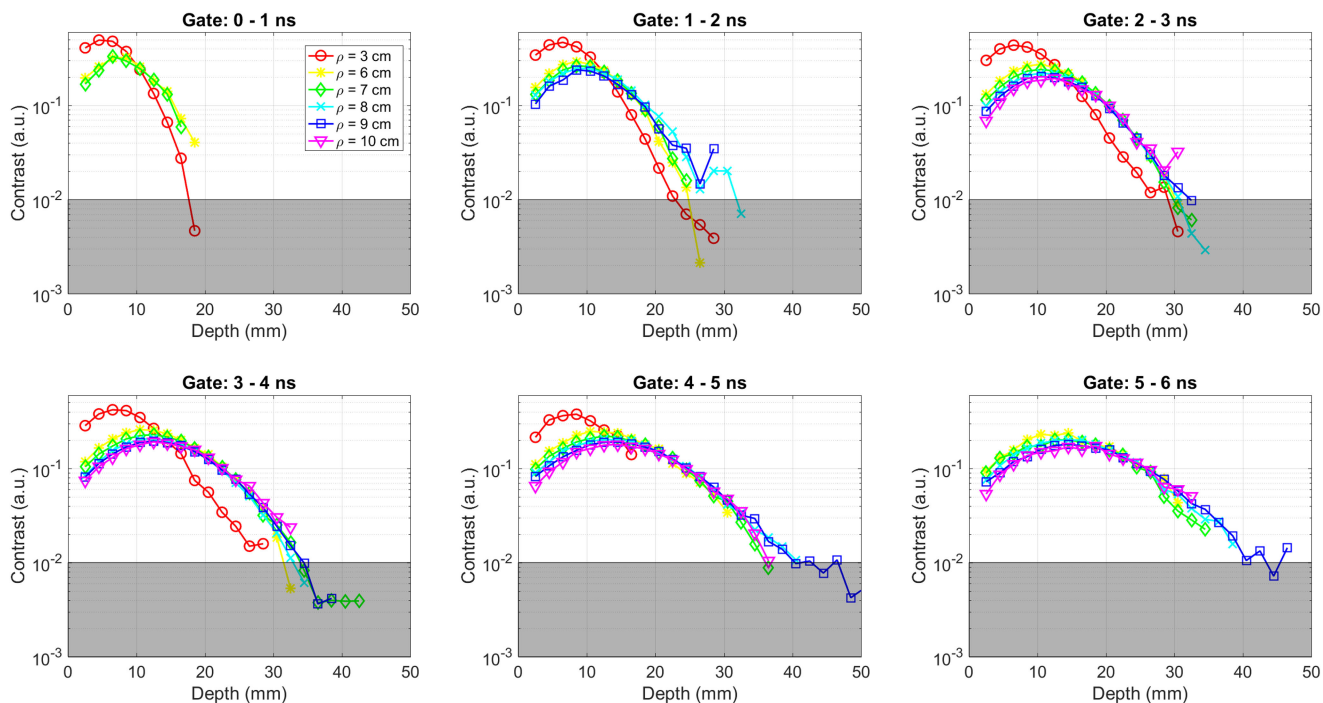 Gate: 0 - 1 ns
Contrast (a.u.)
10-1
10-2
10-3
0 10 20 30 40 50
Depth (mm)
ρ = 3 cm
ρ = 6 cm
ρ = 7 cm
ρ = 8 cm
ρ = 9 cm
ρ = 10 cm
Gate: 1 - 2 ns
Contrast (a.u.)
10-1
10-2
10-3
0 10 20 30 40 50
Depth (mm)
Gate: 2 - 3 ns
Contrast (a.u.)
10-1
10-2
10-3
0 10 20 30 40 50
Depth (mm)
Gate: 3 - 4 ns
Contrast (a.u.)
10-1
10-2
10-3
0 10 20 30 40 50
Depth (mm)
Gate: 4 - 5 ns
Contrast (a.u.)
10-1
10-2
10-3
0 10 20 30 40 50
Depth (mm)
Gate: 5 - 6 ns
Contrast (a.u.)
10-1
10-2
10-3
0 10 20 30 40 50
Depth (mm)